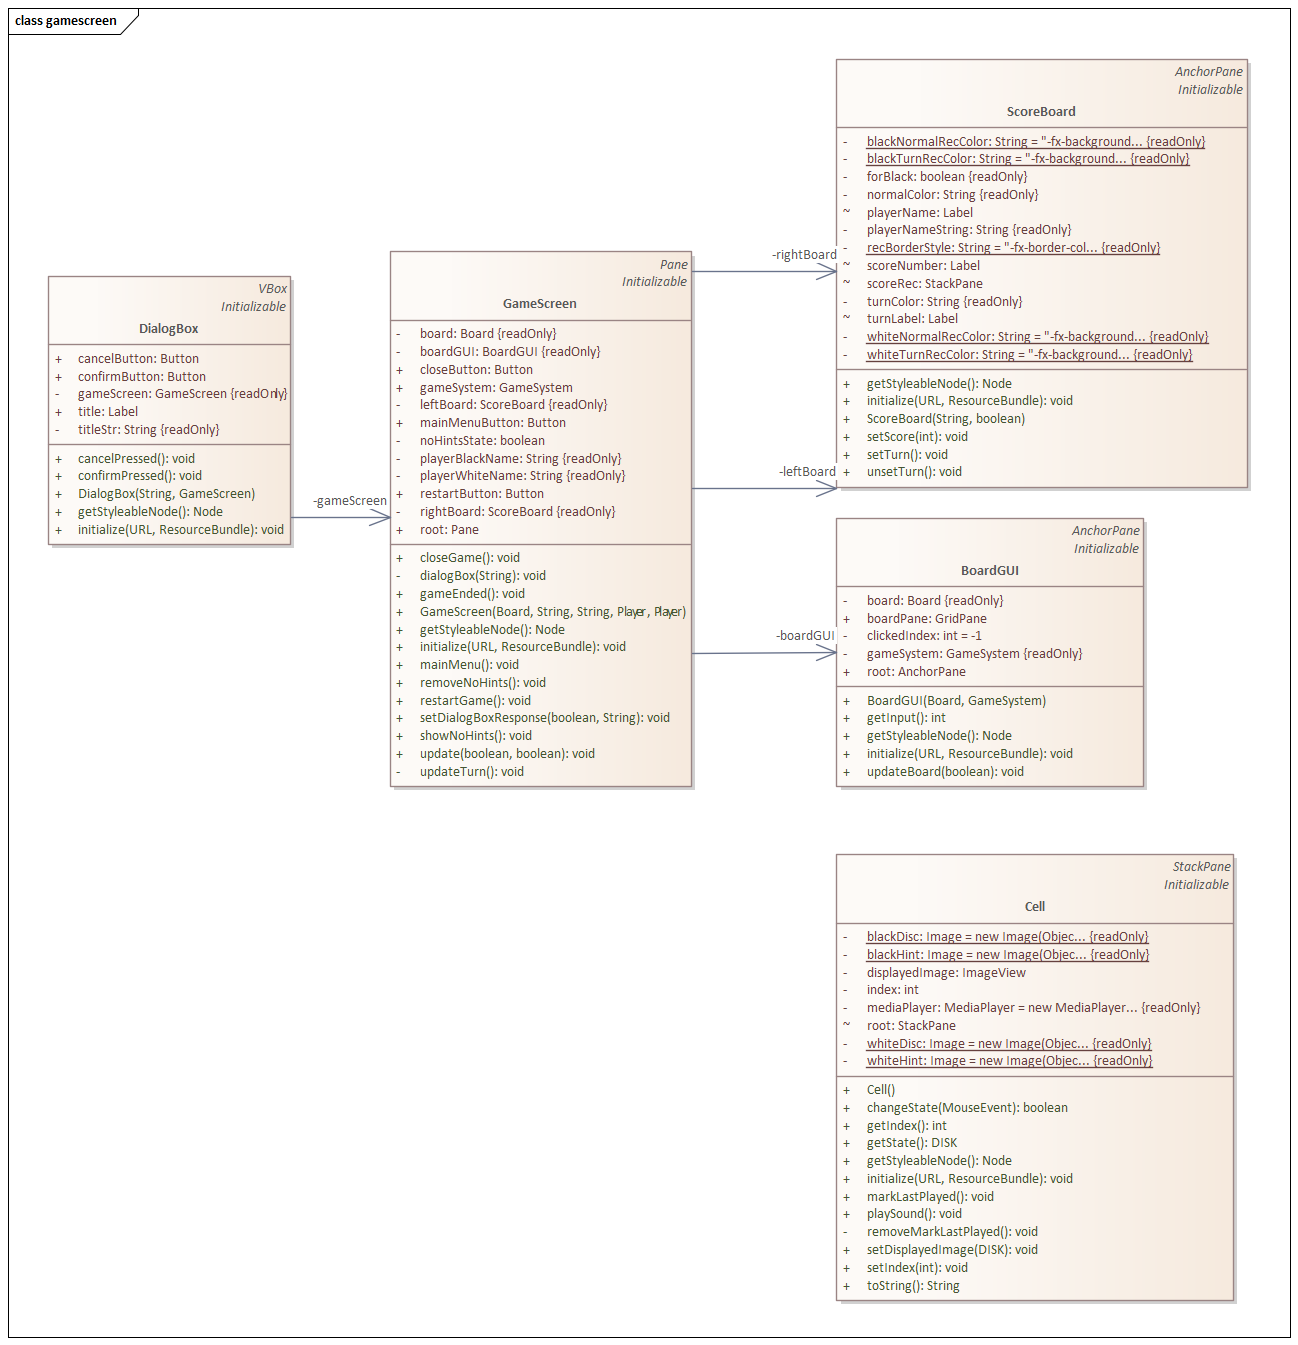 class gamescreen
AnchorPane
Initializable
ScoreBoard
- blackNormalRecColor: String = "-fx-background... {readOnly}
- blackTurnRecColor: String = "-fx-background... {readOnly}
- forBlack: boolean {readOnly}
- normalColor: String {readOnly}
~ playerName: Label
- playerNameString: String {readOnly}
- recBorderStyle: String = "-fx-border-col... {readOnly}
~ scoreNumber: Label
~ scoreRec: StackPane
- turnColor: String {readOnly}
~ turnLabel: Label
- whiteNormalRecColor: String = "-fx-background... {readOnly}
- whiteTurnRecColor: String = "-fx-background... {readOnly}
+ getStyleableNode(): Node
+ initialize(URL, ResourceBundle): void
+ ScoreBoard(String, boolean)
+ setScore(int): void
+ setTurn(): void
+ unsetTurn(): void
-rightBoard
-leftBoard
Pane
Initializable
GameScreen
- board: Board {readOnly}
- boardGUI: BoardGUI {readOnly}
+ closeButton: Button
+ gameSystem: GameSystem
- leftBoard: ScoreBoard {readOnly}
+ mainMenuButton: Button
- noHintsState: boolean
- playerBlackName: String {readOnly}
- playerWhiteName: String {readOnly}
+ restartButton: Button
- rightBoard: ScoreBoard {readOnly}
+ root: Pane
+ closeGame(): void
- dialogBox(String): void
+ gameEnded(): void
+ GameScreen(Board, String, String, Player, Player)
+ getStyleableNode(): Node
+ initialize(URL, ResourceBundle): void
+ mainMenu(): void
+ removeNoHints(): void
+ restartGame(): void
+ setDialogBoxResponse(boolean, String): void
+ showNoHints(): void
+ update(boolean, boolean): void
- updateTurn(): void
VBox
Initializable
DialogBox
+ cancelButton: Button
+ confirmButton: Button
- gameScreen: GameScreen {readOnly}
+ title: Label
- titleStr: String {readOnly}
+ cancelPressed(): void
+ confirmPressed(): void
+ DialogBox(String, GameScreen)
+ getStyleableNode(): Node
+ initialize(URL, ResourceBundle): void
-gameScreen
-boardGUI
AnchorPane
Initializable
BoardGUI
- board: Board {readOnly}
+ boardPane: GridPane
- clickedIndex: int = -1
- gameSystem: GameSystem {readOnly}
+ root: AnchorPane
+ BoardGUI(Board, GameSystem)
+ getInput(): int
+ getStyleableNode(): Node
+ initialize(URL, ResourceBundle): void
+ updateBoard(boolean): void
StackPane
Initializable
Cell
- blackDisc: Image = new Image(Objec... {readOnly}
- blackHint: Image = new Image(Objec... {readOnly}
- displayedImage: ImageView
- index: int
- mediaPlayer: MediaPlayer = new MediaPlayer... {readOnly}
~ root: StackPane
- whiteDisc: Image = new Image(Objec... {readOnly}
- whiteHint: Image = new Image(Objec... {readOnly}
+ Cell()
+ changeState(MouseEvent): boolean
+ getIndex(): int
+ getState(): DISK
+ getStyleableNode(): Node
+ initialize(URL, ResourceBundle): void
+ markLastPlayed(): void
+ playSound(): void
- removeMarkLastPlayed(): void
+ setDisplayedImage(DISK): void
+ setIndex(int): void
+ toString(): String